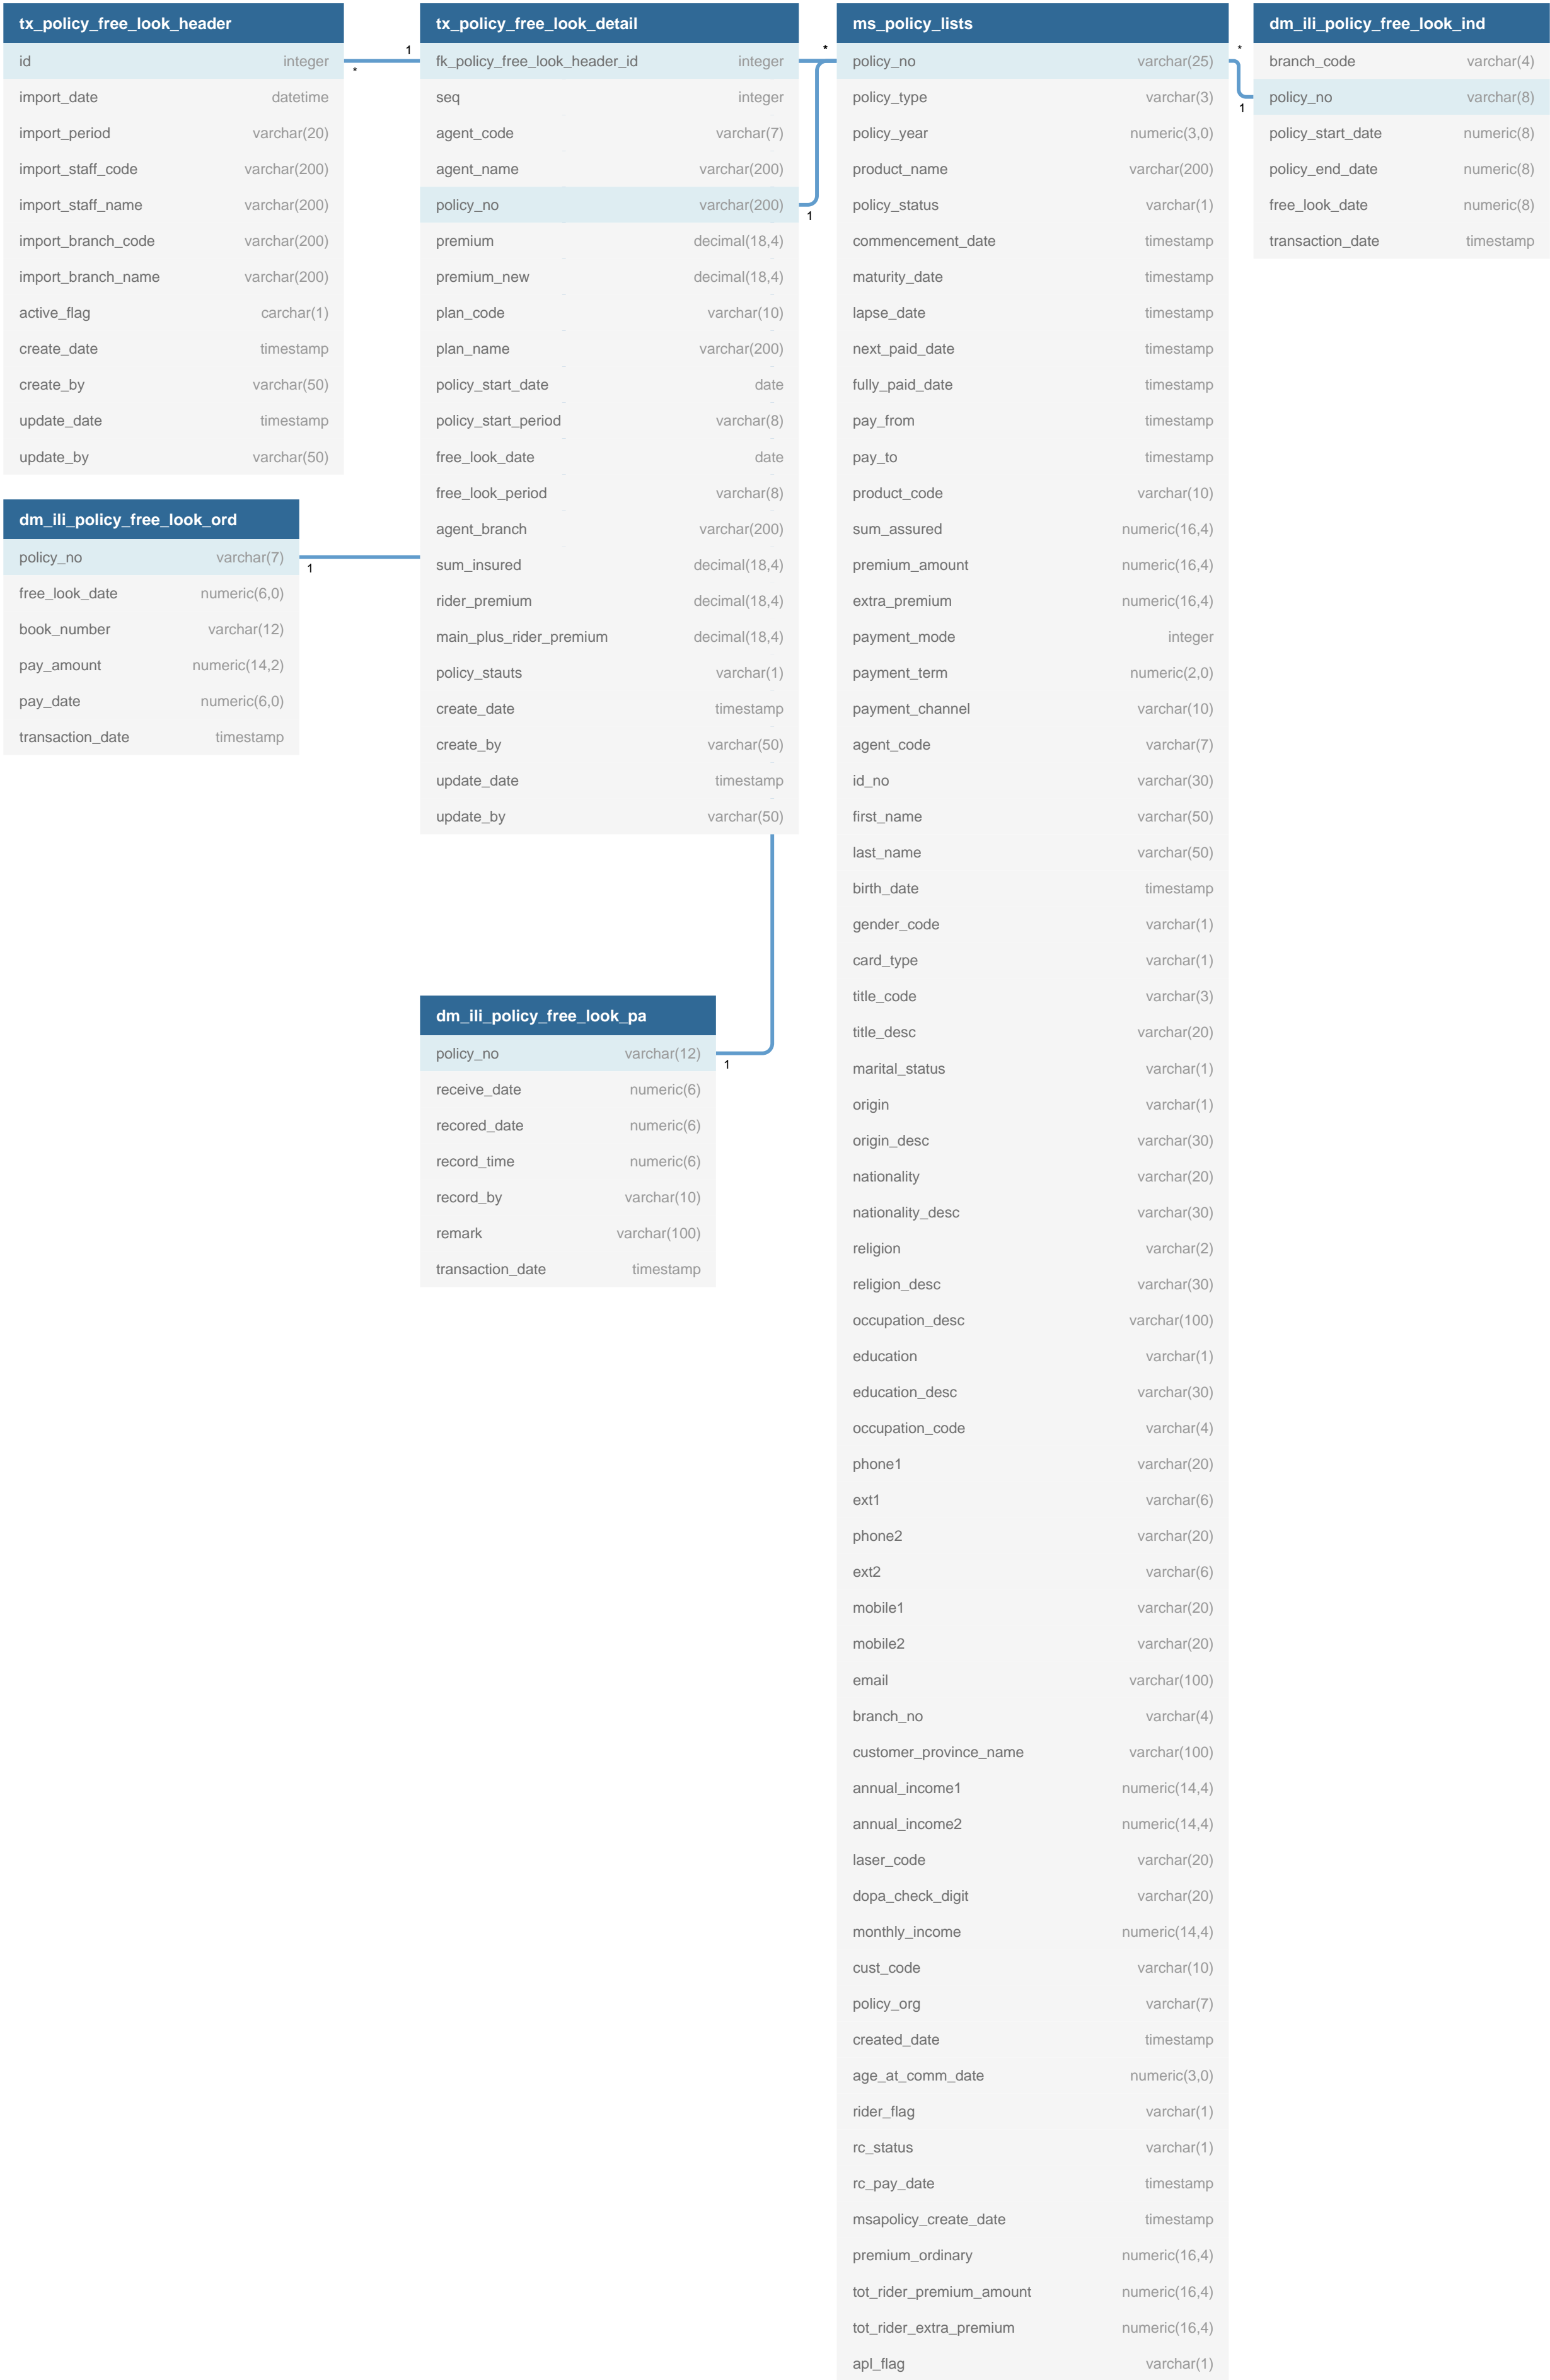 tx_policy_free_look_header
id integer
import_date datetime
import_period varchar(20)
import_staff_code varchar(200)
import_staff_name varchar(200)
import_branch_code varchar(200)
import_branch_name varchar(200)
active_flag carchar(1)
create_date timestamp
create_by varchar(50)
update_date timestamp
update_by varchar(50)
*
1
dm_ili_policy_free_look_ord
policy_no varchar(7)
free_look_date numeric(6,0)
book_number varchar(12)
pay_amount numeric(14,2)
pay_date numeric(6,0)
transaction_date timestamp
1
tx_policy_free_look_detail
fk_policy_free_look_header_id integer
seq integer
agent_code varchar(7)
agent_name varchar(200)
policy_no varchar(200)
premium decimal(18,4)
premium_new decimal(18,4)
plan_code varchar(10)
plan_name varchar(200)
policy_start_date date
policy_start_period varchar(8)
free_look_date date
free_look_period varchar(8)
agent_branch varchar(200)
sum_insured decimal(18,4)
rider_premium decimal(18,4)
main_plus_rider_premium decimal(18,4)
policy_stauts varchar(1)
create_date timestamp
create_by varchar(50)
update_date timestamp
update_by varchar(50)
1
*
dm_ili_policy_free_look_pa
policy_no varchar(12)
receive_date numeric(6)
recored_date numeric(6)
record_time numeric(6)
record_by varchar(10)
remark varchar(100)
transaction_date timestamp
1
ms_policy_lists
policy_no varchar(25)
policy_type varchar(3)
policy_year numeric(3,0)
product_name varchar(200)
policy_status varchar(1)
commencement_date timestamp
maturity_date timestamp
lapse_date timestamp
next_paid_date timestamp
fully_paid_date timestamp
pay_from timestamp
pay_to timestamp
product_code varchar(10)
sum_assured numeric(16,4)
premium_amount numeric(16,4)
extra_premium numeric(16,4)
payment_mode integer
payment_term numeric(2,0)
payment_channel varchar(10)
agent_code varchar(7)
id_no varchar(30)
first_name varchar(50)
last_name varchar(50)
birth_date timestamp
gender_code varchar(1)
card_type varchar(1)
title_code varchar(3)
title_desc varchar(20)
marital_status varchar(1)
origin varchar(1)
origin_desc varchar(30)
nationality varchar(20)
nationality_desc varchar(30)
religion varchar(2)
religion_desc varchar(30)
occupation_desc varchar(100)
education varchar(1)
education_desc varchar(30)
occupation_code varchar(4)
phone1 varchar(20)
ext1 varchar(6)
phone2 varchar(20)
ext2 varchar(6)
mobile1 varchar(20)
mobile2 varchar(20)
email varchar(100)
branch_no varchar(4)
customer_province_name varchar(100)
annual_income1 numeric(14,4)
annual_income2 numeric(14,4)
laser_code varchar(20)
dopa_check_digit varchar(20)
monthly_income numeric(14,4)
cust_code varchar(10)
policy_org varchar(7)
created_date timestamp
age_at_comm_date numeric(3,0)
rider_flag varchar(1)
rc_status varchar(1)
rc_pay_date timestamp
msapolicy_create_date timestamp
premium_ordinary numeric(16,4)
tot_rider_premium_amount numeric(16,4)
tot_rider_extra_premium numeric(16,4)
apl_flag varchar(1)
*
1
dm_ili_policy_free_look_ind
branch_code varchar(4)
policy_no varchar(8)
policy_start_date numeric(8)
policy_end_date numeric(8)
free_look_date numeric(8)
transaction_date timestamp